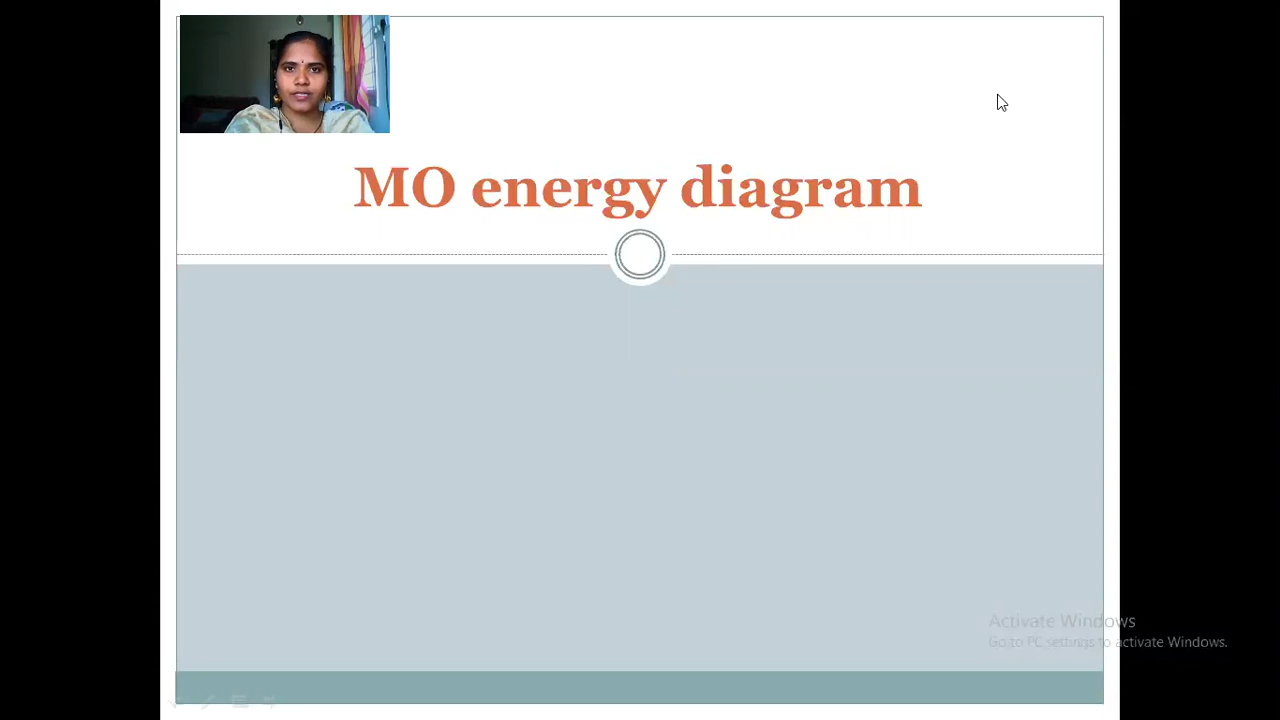 MO energy diagram
Activate Windows
Go to PC settings to activate Windows.